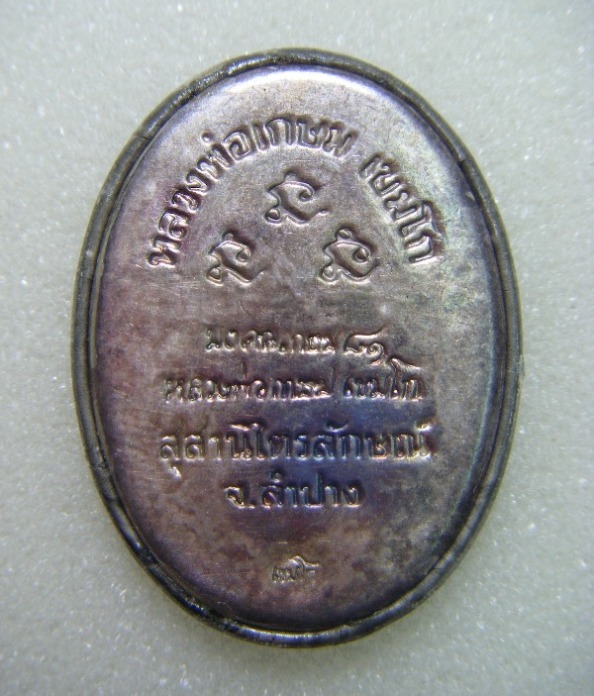 หลวงพ่อเกษม เขมโก
มงคลเกษม ๘๑
หลวงพ่อเกษม เขมโก
สุสานไตรลักษณ์
จ.ลำปาง